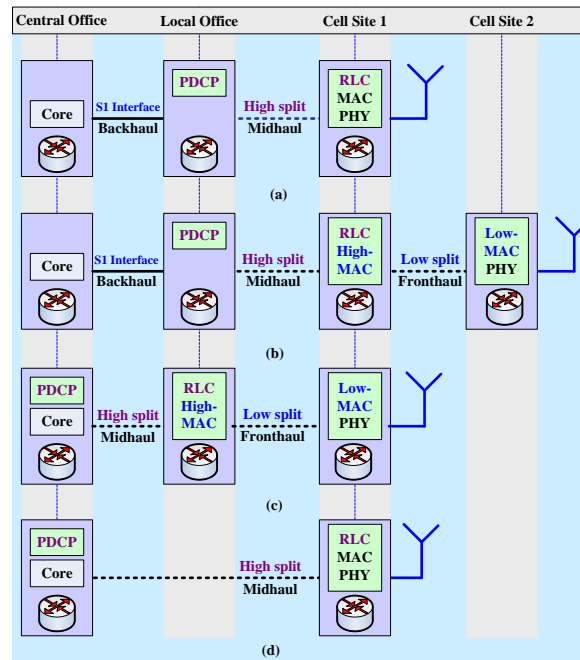 Central Office Local Office Cell Site 1 Cell Site 2
PDCP
RLC
MAC
PHY
Core
S1 Interface
Backhaul
High split
Midhaul
(a)
PDCP
RLC
High-
MAC
Low-
MAC
PHY
Core
S1 Interface
Backhaul
High split
Midhaul
Low split
Fronthaul
(b)
PDCP
Core
High split
Midhaul
RLC
High-
MAC
Low split
Fronthaul
Low-
MAC
PHY
(c)
PDCP
Core
High split
Midhaul
RLC
MAC
PHY
(d)